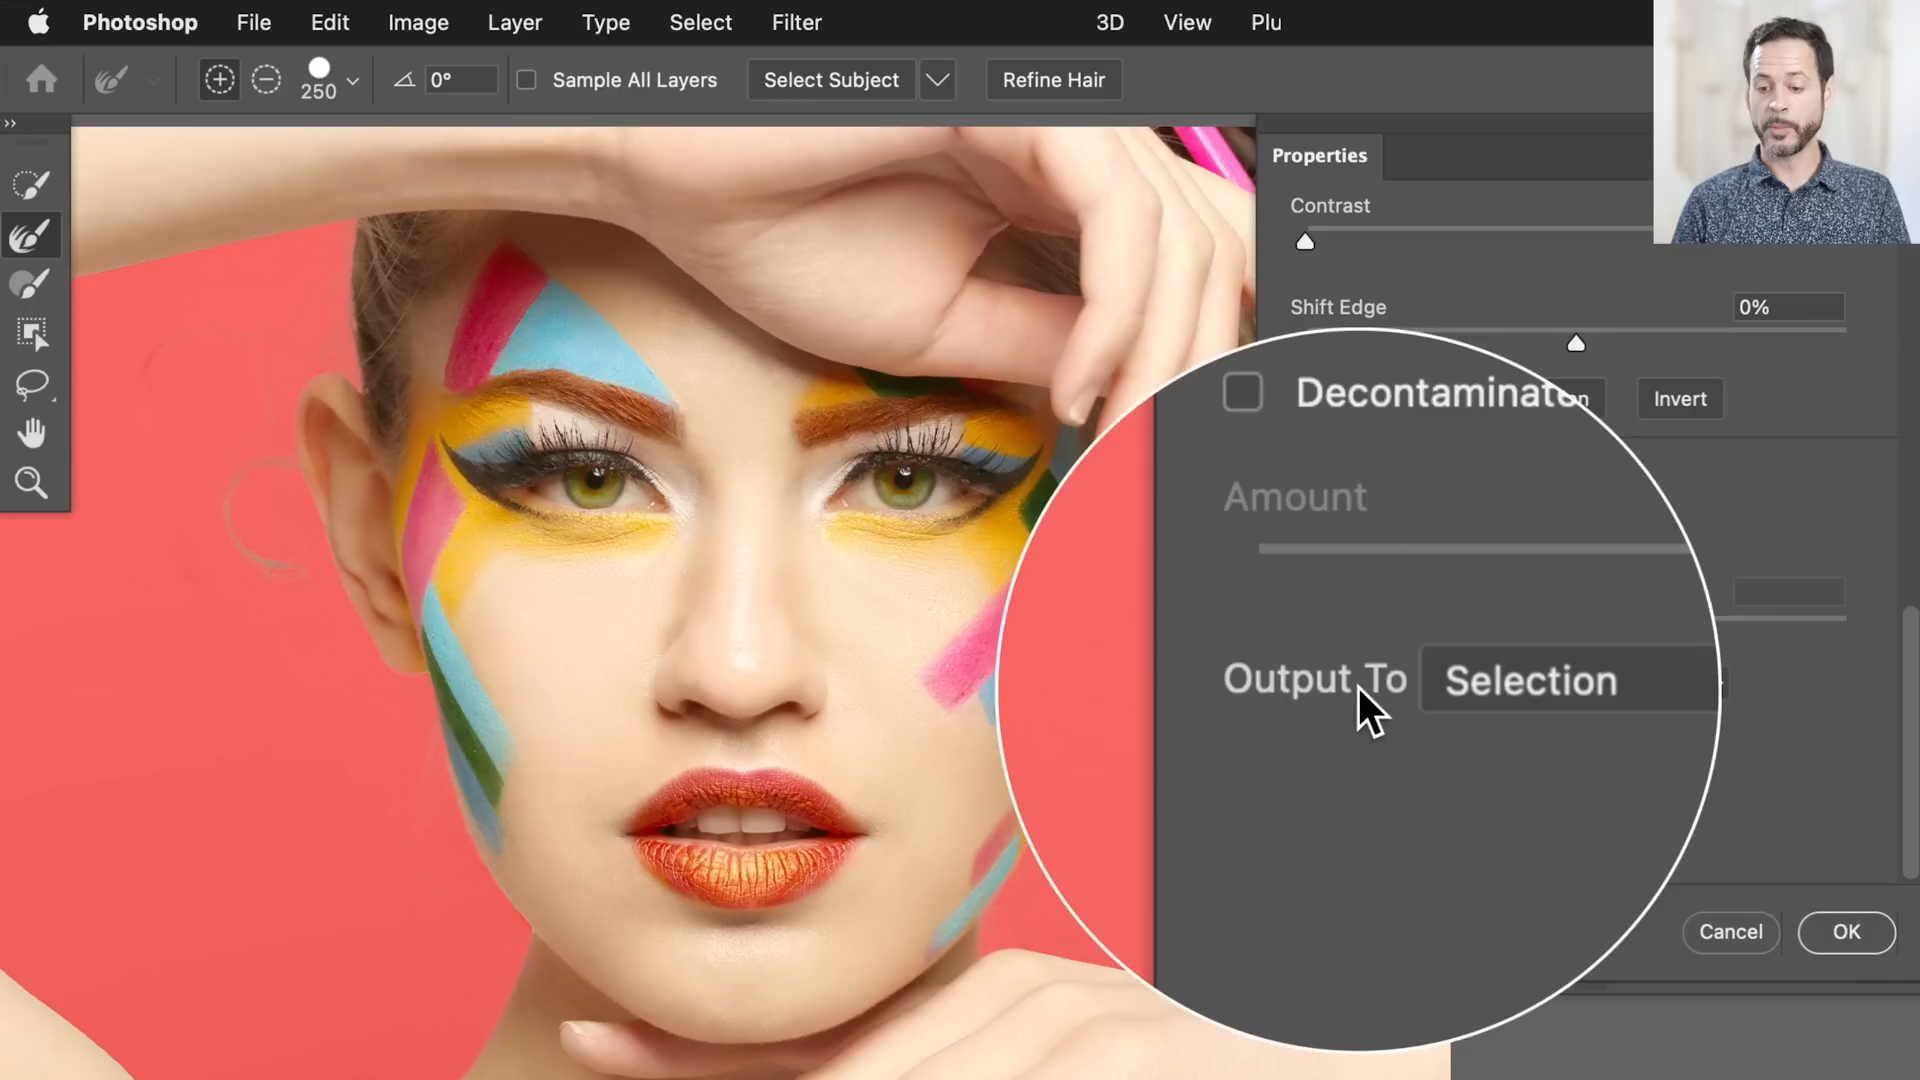 Photoshop File Edit Image Layer Type Select Filter 3D View Plu
250 0° Sample All Layers Select Subject Refine Hair
Properties
Contrast
Shift Edge 0%
Decontaminate
n Invert
Amount
Output To Selection
Cancel OK